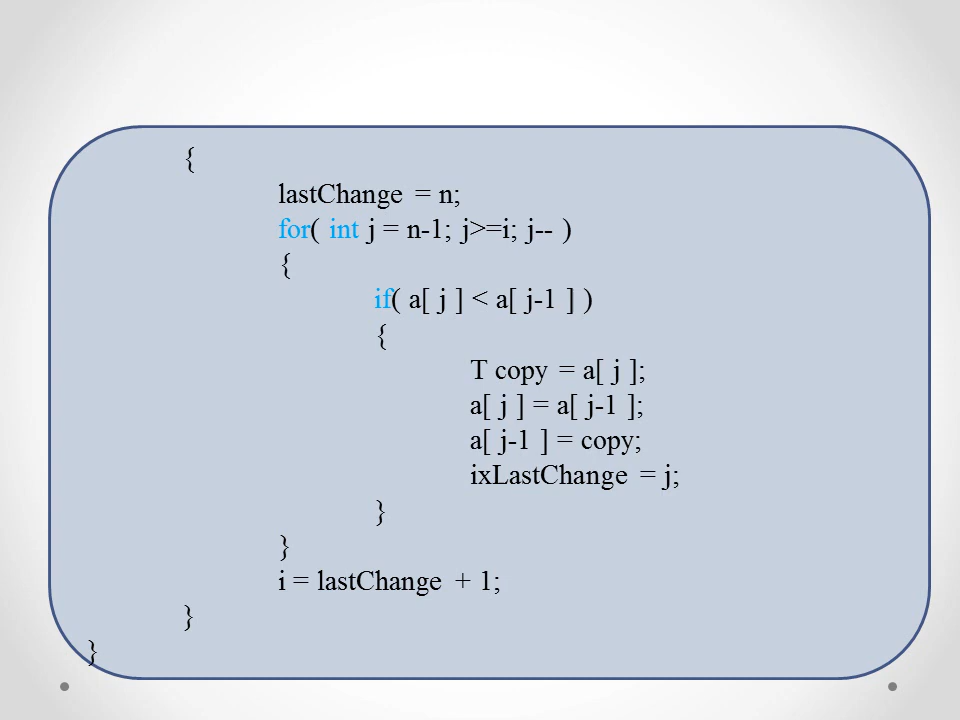 {
lastChange = n;
for( int j = n-1; j>=i; j-- )
{
if( a[ j ] < a[ j-1 ] )
{
T copy = a[ j ];
a[ j ] = a[ j-1 ];
a[ j-1 ] = copy;
ixLastChange = j;
}
}
i = lastChange + 1;
}
}